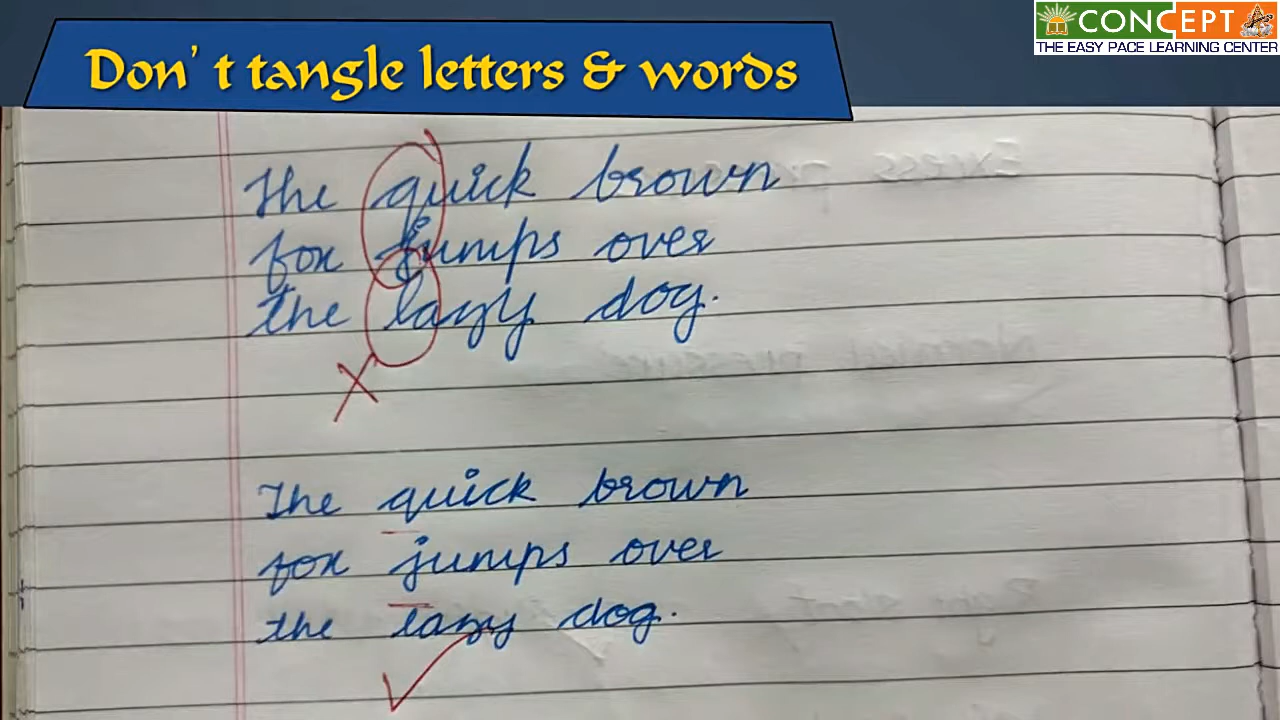 Don't tangle letters & words
CONCEPT
THE EASY PACE LEARNING CENTER
The quick brown
fox jumps over
the lazy dog.
The quick brown
fox jumps over
the lazy dog.